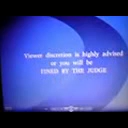 Viewer discretion is highly advised
or you will be
FINED BY THE JUDGE